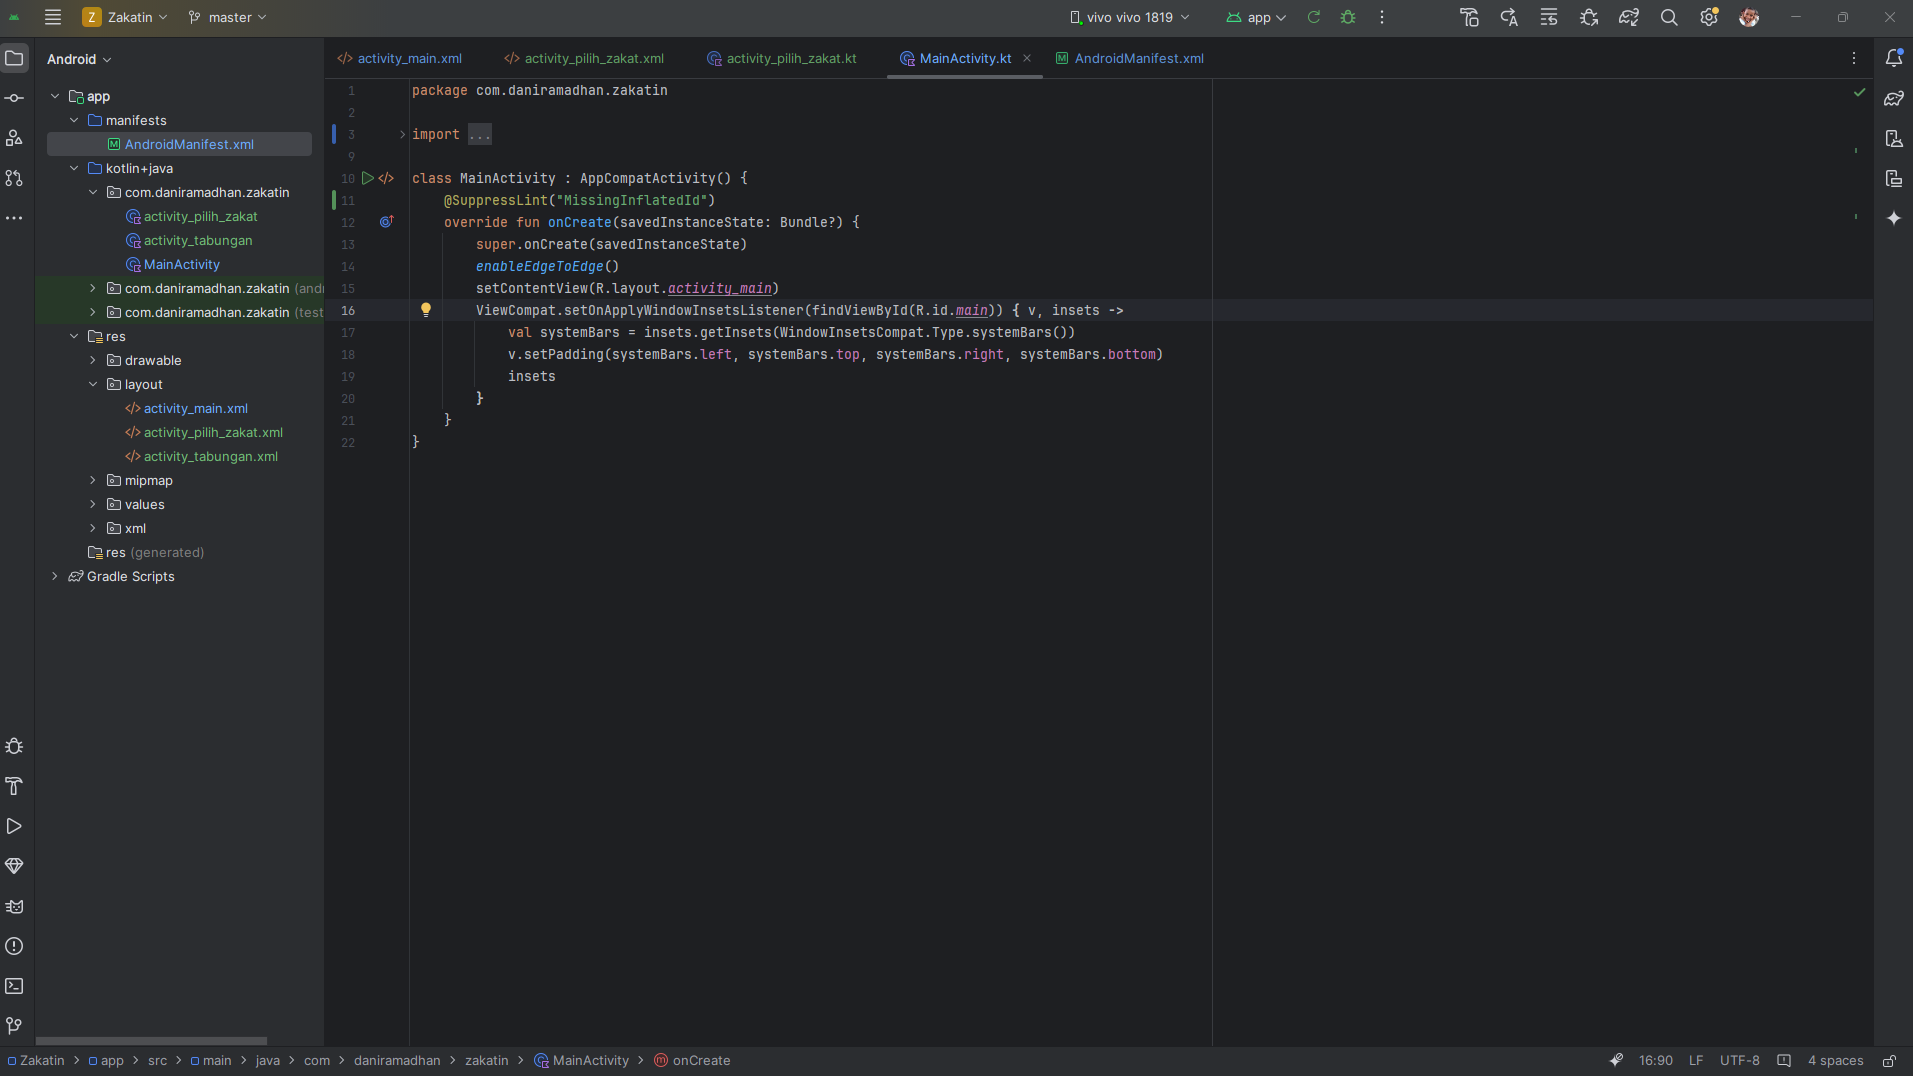 Z Zakatin master vivo vivo 1819 app
Android
app
manifests
AndroidManifest.xml
kotlin+java
com.daniramadhan.zakatin
activity_pilih_zakat
activity_tabungan
MainActivity
com.daniramadhan.zakatin (andr
com.daniramadhan.zakatin (test
res
drawable
layout
activity_main.xml
activity_pilih_zakat.xml
activity_tabungan.xml
mipmap
values
xml
res (generated)
Gradle Scripts
activity_main.xml activity_pilih_zakat.xml activity_pilih_zakat.kt MainActivity.kt AndroidManifest.xml
1 package com.daniramadhan.zakatin
2
3 import ...
9
10 class MainActivity : AppCompatActivity() {
11 @SuppressLint("MissingInflatedId")
12 override fun onCreate(savedInstanceState: Bundle?) {
13 super.onCreate(savedInstanceState)
14 enableEdgeToEdge()
15 setContentView(R.layout.activity_main)
16 ViewCompat.setOnApplyWindowInsetsListener(findViewById(R.id.main)) { v, insets ->
17 val systemBars = insets.getInsets(WindowInsetsCompat.Type.systemBars())
18 v.setPadding(systemBars.left, systemBars.top, systemBars.right, systemBars.bottom)
19 insets
20 }
21 }
22 }
Zakatin > app > src > main > java > com > daniramadhan > zakatin > MainActivity > m onCreate 16:90 LF UTF-8 4 spaces